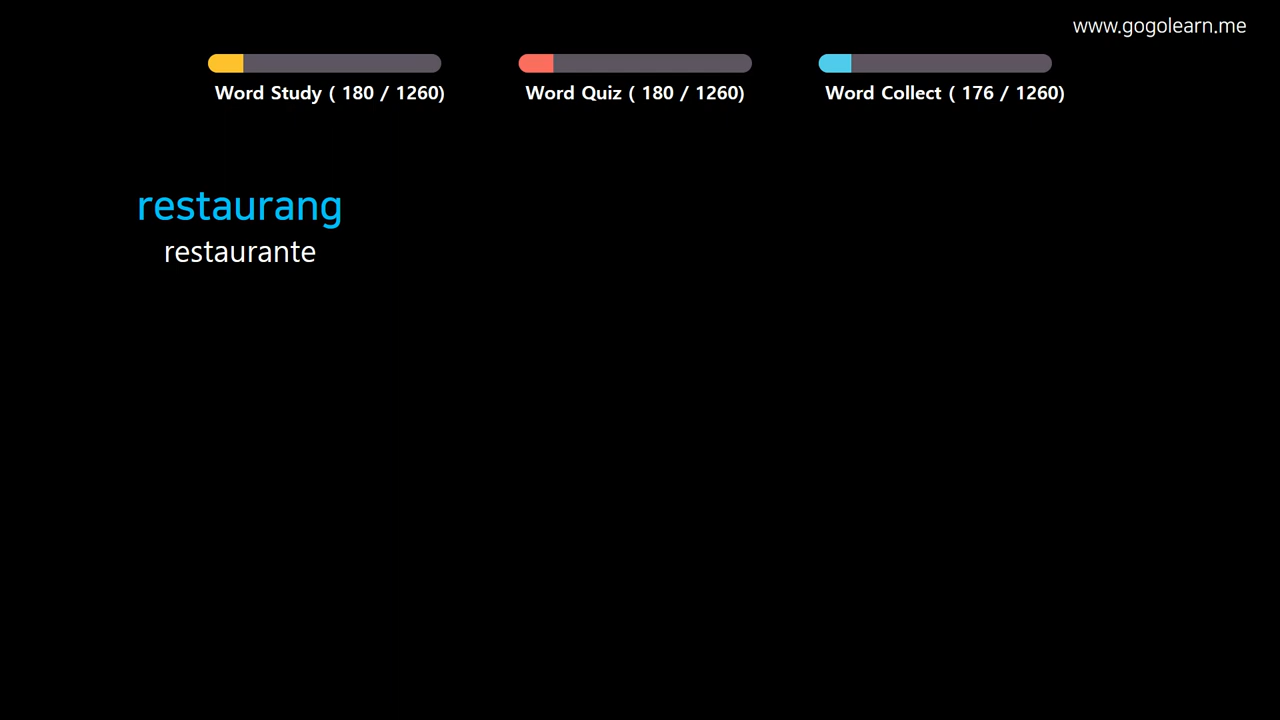 www.gogolearn.me
Word Study ( 180 / 1260)
Word Quiz ( 180 / 1260)
Word Collect ( 176 / 1260)
restaurang
restaurante